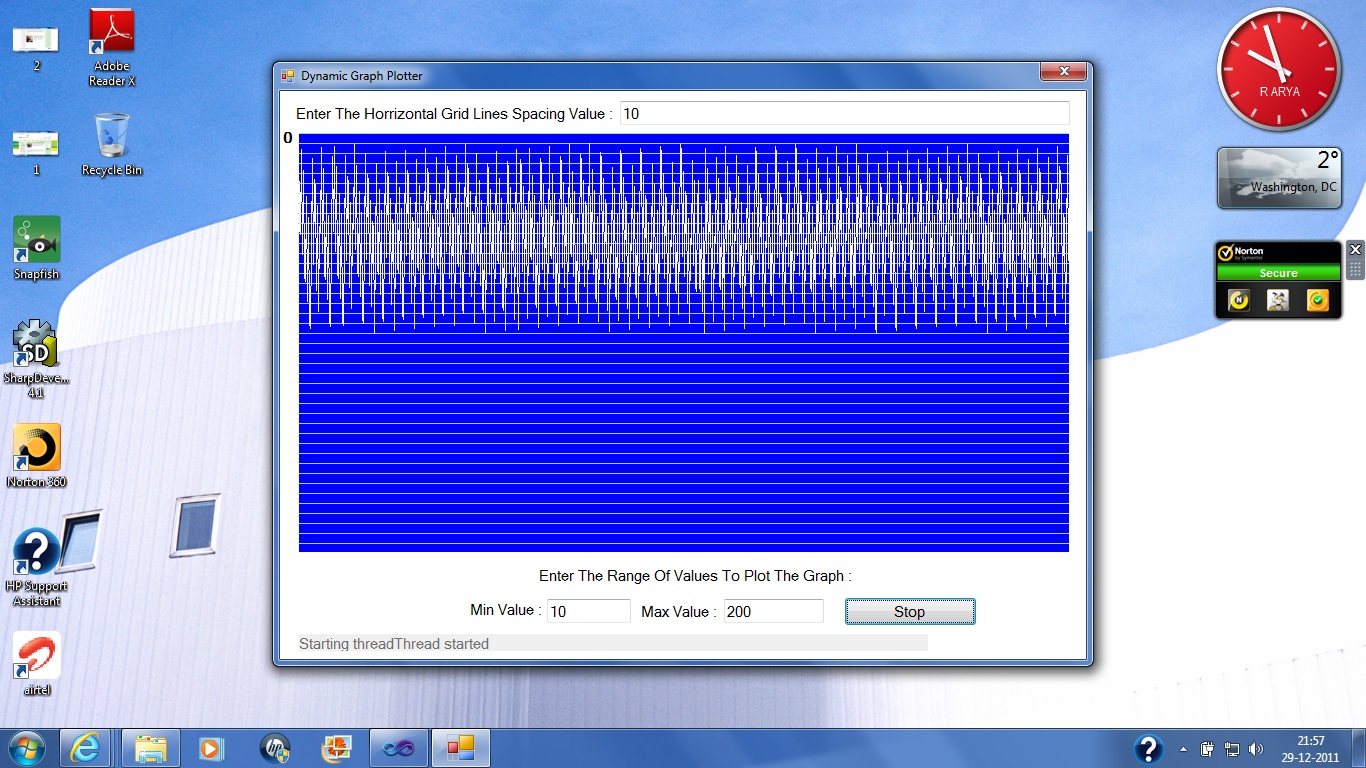 2
Adobe
Reader X
1
Recycle Bin
Snapfish
SharpDeve...
4.1
Norton 360
HP Support
Assistant
airtel
Dynamic Graph Plotter
Enter The Horrizontal Grid Lines Spacing Value : 10
0
Enter The Range Of Values To Plot The Graph :
Min Value : 10 Max Value : 200 Stop
Starting threadThread started
R ARYA
2°
Washington, DC
Norton
by Symantec
Secure
21:57
29-12-2011